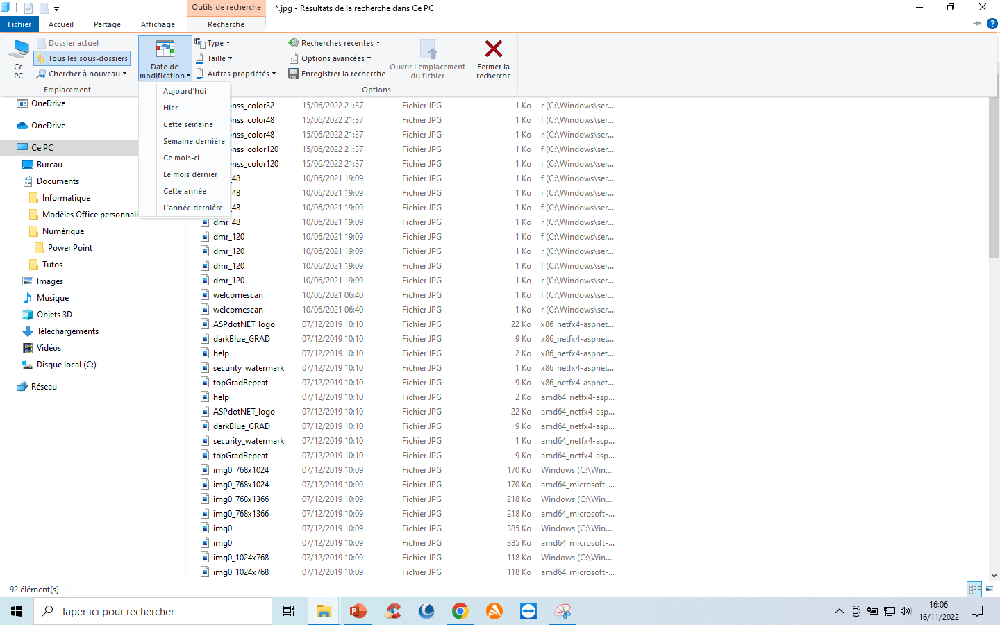 Outils de recherche
*.jpg - Résultats de la recherche dans Ce PC
Fichier
Accueil
Partage
Affichage
Recherche
Ce PC
Dossier actuel
Tous les sous-dossiers
Chercher à nouveau
Emplacement
Date de modification
Type
Taille
Autres propriétés
Recherches récentes
Options avancées
Enregistrer la recherche
Ouvrir l'emplacement du fichier
Options
Fermer la recherche
Aujourd'hui
Hier
Cette semaine
Semaine dernière
Ce mois-ci
Le mois dernier
Cette année
L'année dernière
OneDrive
OneDrive
Ce PC
Bureau
Documents
Informatique
Modèles Office personnali
Numérique
Power Point
Tutos
Images
Musique
Objets 3D
Téléchargements
Vidéos
Disque local (C:)
Réseau
onss_color32 15/06/2022 21:37 Fichier JPG 1 Ko r (C:\Windows\ser...
onss_color48 15/06/2022 21:37 Fichier JPG 1 Ko f (C:\Windows\ser...
onss_color48 15/06/2022 21:37 Fichier JPG 1 Ko r (C:\Windows\ser...
onss_color120 15/06/2022 21:37 Fichier JPG 1 Ko f (C:\Windows\ser...
onss_color120 15/06/2022 21:37 Fichier JPG 1 Ko r (C:\Windows\ser...
_48 10/06/2021 19:09 Fichier JPG 1 Ko f (C:\Windows\ser...
_48 10/06/2021 19:09 Fichier JPG 1 Ko r (C:\Windows\ser...
_48 10/06/2021 19:09 Fichier JPG 1 Ko f (C:\Windows\ser...
dmr_48 10/06/2021 19:09 Fichier JPG 1 Ko r (C:\Windows\ser...
dmr_120 10/06/2021 19:09 Fichier JPG 1 Ko f (C:\Windows\ser...
dmr_120 10/06/2021 19:09 Fichier JPG 1 Ko r (C:\Windows\ser...
dmr_120 10/06/2021 19:09 Fichier JPG 1 Ko f (C:\Windows\ser...
dmr_120 10/06/2021 19:09 Fichier JPG 1 Ko r (C:\Windows\ser...
welcomescan 10/06/2021 06:40 Fichier JPG 1 Ko f (C:\Windows\ser...
welcomescan 10/06/2021 06:40 Fichier JPG 1 Ko r (C:\Windows\ser...
ASPdotNET_logo 07/12/2019 10:10 Fichier JPG 22 Ko x86_netfx4-aspnet...
darkBlue_GRAD 07/12/2019 10:10 Fichier JPG 9 Ko x86_netfx4-aspnet...
help 07/12/2019 10:10 Fichier JPG 2 Ko x86_netfx4-aspnet...
security_watermark 07/12/2019 10:10 Fichier JPG 1 Ko x86_netfx4-aspnet...
topGradRepeat 07/12/2019 10:10 Fichier JPG 9 Ko x86_netfx4-aspnet...
help 07/12/2019 10:10 Fichier JPG 2 Ko amd64_netfx4-asp...
ASPdotNET_logo 07/12/2019 10:10 Fichier JPG 22 Ko amd64_netfx4-asp...
darkBlue_GRAD 07/12/2019 10:10 Fichier JPG 9 Ko amd64_netfx4-asp...
security_watermark 07/12/2019 10:10 Fichier JPG 1 Ko amd64_netfx4-asp...
topGradRepeat 07/12/2019 10:10 Fichier JPG 9 Ko amd64_netfx4-asp...
img0_768x1024 07/12/2019 10:09 Fichier JPG 170 Ko Windows (C:\Win...
img0_768x1024 07/12/2019 10:09 Fichier JPG 170 Ko amd64_microsoft-...
img0_768x1366 07/12/2019 10:09 Fichier JPG 218 Ko Windows (C:\Win...
img0_768x1366 07/12/2019 10:09 Fichier JPG 218 Ko amd64_microsoft-...
img0 07/12/2019 10:09 Fichier JPG 385 Ko Windows (C:\Win...
img0 07/12/2019 10:09 Fichier JPG 385 Ko amd64_microsoft-...
img0_1024x768 07/12/2019 10:09 Fichier JPG 118 Ko Windows (C:\Win...
img0_1024x768 07/12/2019 10:09 Fichier JPG 118 Ko amd64_microsoft-...
92 élément(s)
Taper ici pour rechercher
16:06
16/11/2022